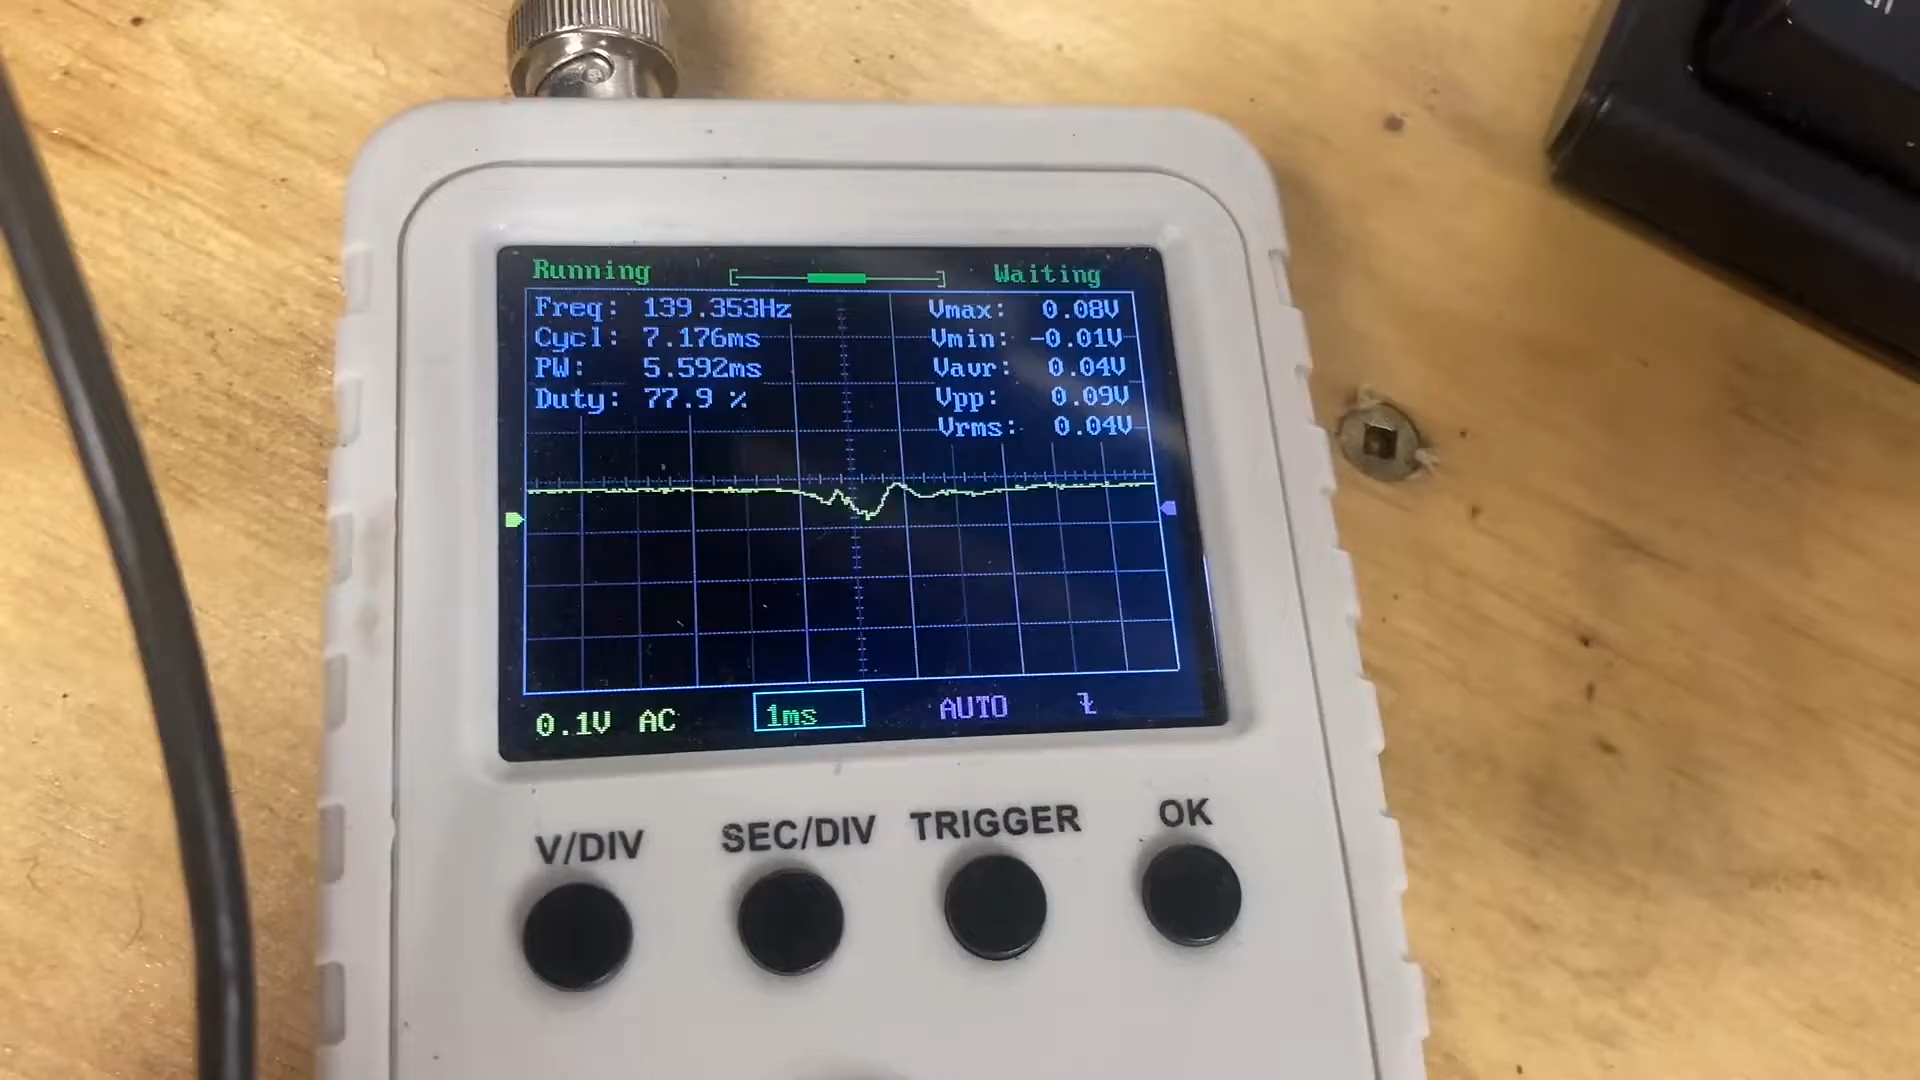 Running Waiting
Freq: 139.353Hz Vmax: 0.08V
Cycl: 7.176ms Vmin: -0.01V
PW: 5.592ms Vavr: 0.04V
Duty: 77.9 % Vpp: 0.09V
Vrms: 0.04V
0.1V AC 1ms AUTO
V/DIV SEC/DIV TRIGGER OK